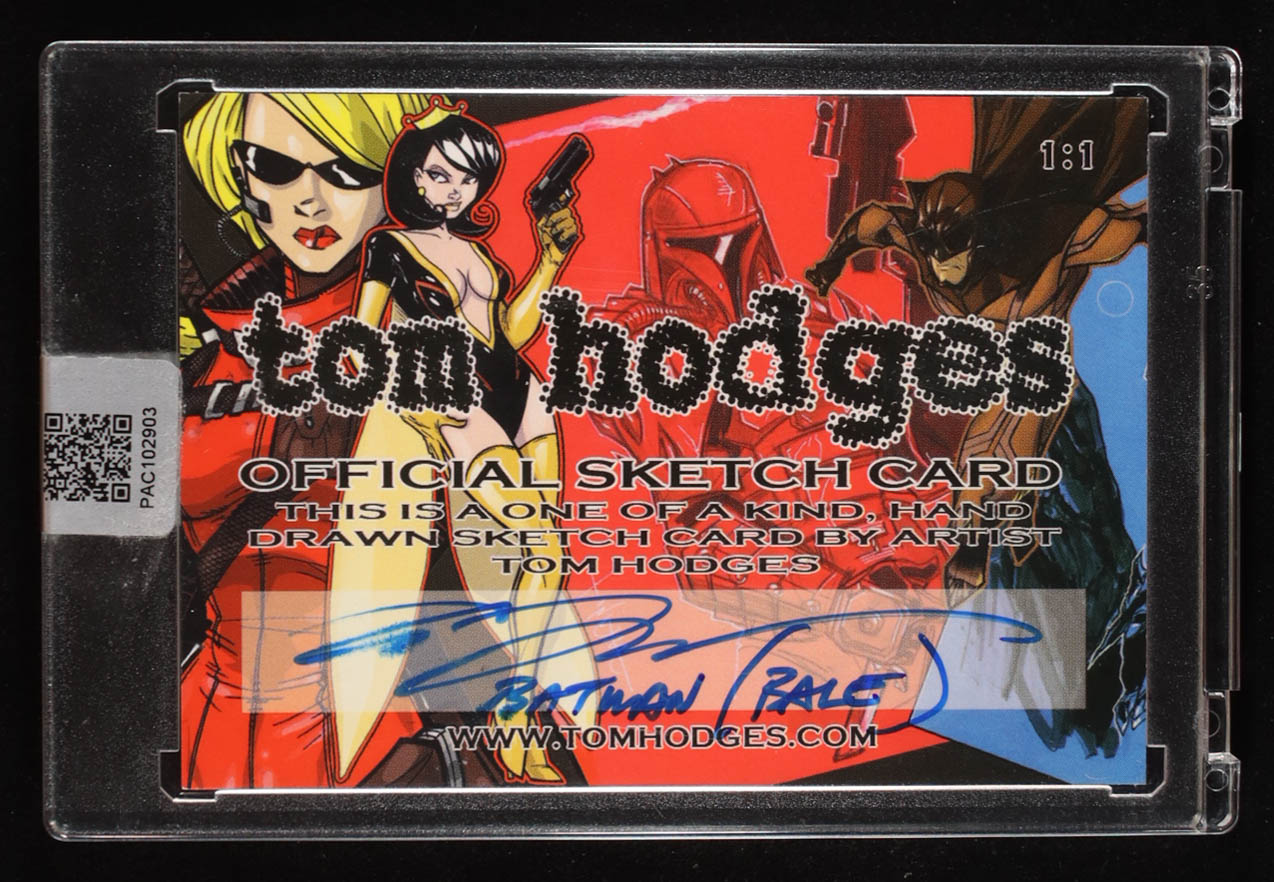 1:1
tom hodges
OFFICIAL SKETCH CARD
THIS IS A ONE OF A KIND, HAND
DRAWN SKETCH CARD BY ARTIST
TOM HODGES
BATMAN (BALE)
WWW.TOMHODGES.COM
PAC102903